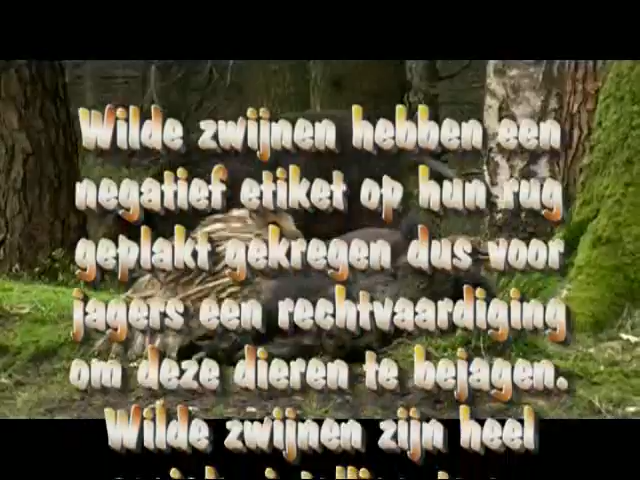 Wilde zwijnen hebben een
negatief etiket op hun rug
geplakt gekregen dus voor
jagers een rechtvaardiging
om deze dieren te bejagen.
Wilde zwijnen zijn heel